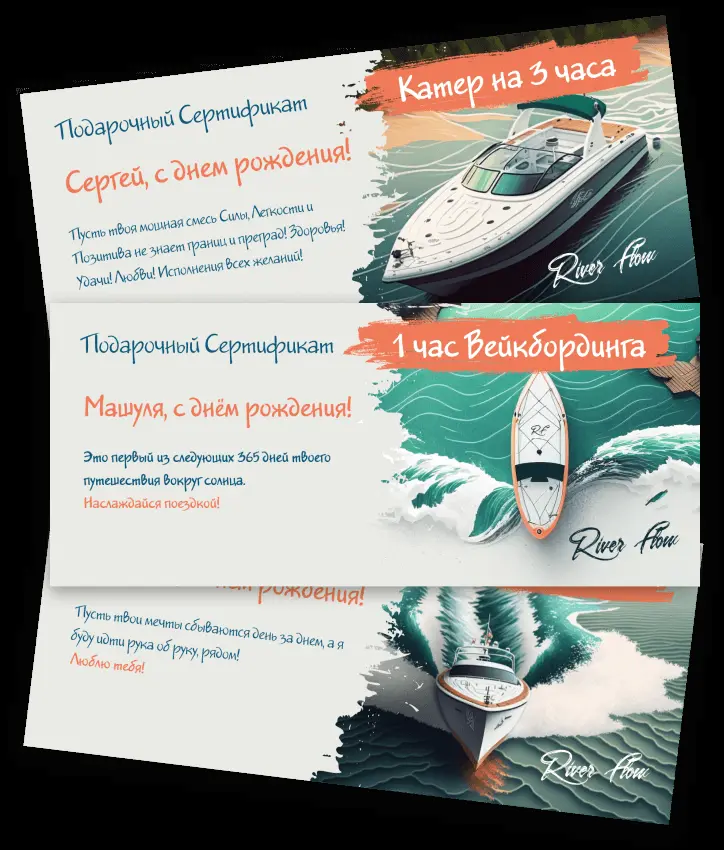 Катер на 3 часа
Подарочный Сертификат
Сергей, с днем рождения!
Пусть твоя мощная смесь Силы, Легкости и
Позитива не знает границ и преград! Здоровья!
Удачи! Любви! Исполнения всех желаний!
River Flow
Подарочный Сертификат
1 час Вейкбординга
Машуля, с днём рождения!
Это первый из следующих 365 дней твоего
путешествия вокруг солнца.
Наслаждайся поездкой!
RF
River Flow
рождения!
Пусть твои мечты сбываются день за днем, а я
буду идти рука об руку, рядом!
Люблю тебя!
River Flow